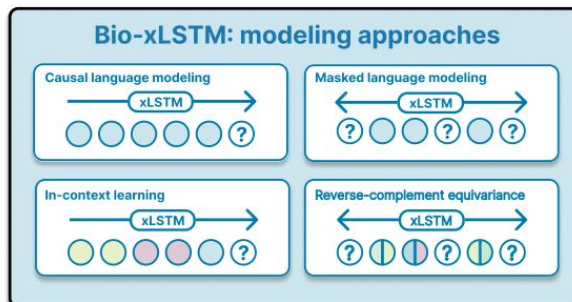 Bio-xLSTM: modeling approaches
Causal language modeling
xLSTM
?
Masked language modeling
xLSTM
? ? ?
In-context learning
xLSTM
?
Reverse-complement equivariance
xLSTM
? ? ?